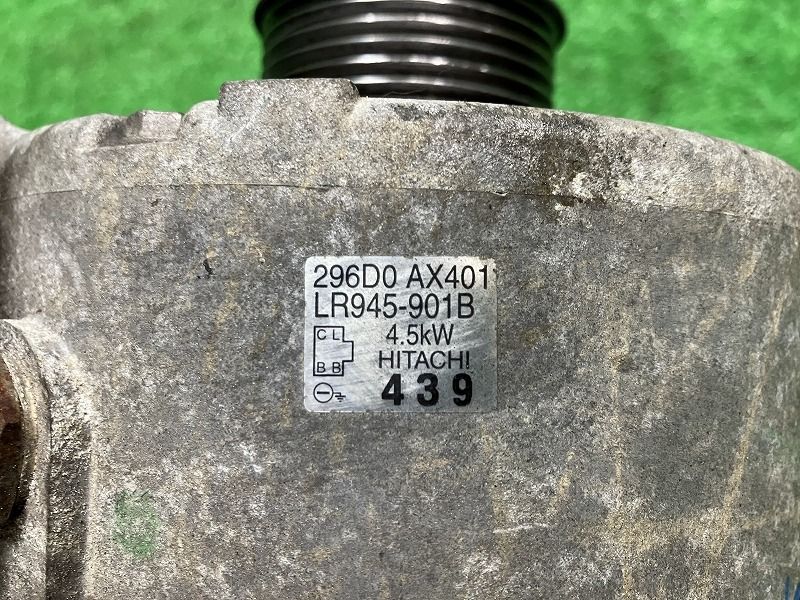 296D0 AX401
LR945-901B
C L
4.5kW
B B
HITACHI
439